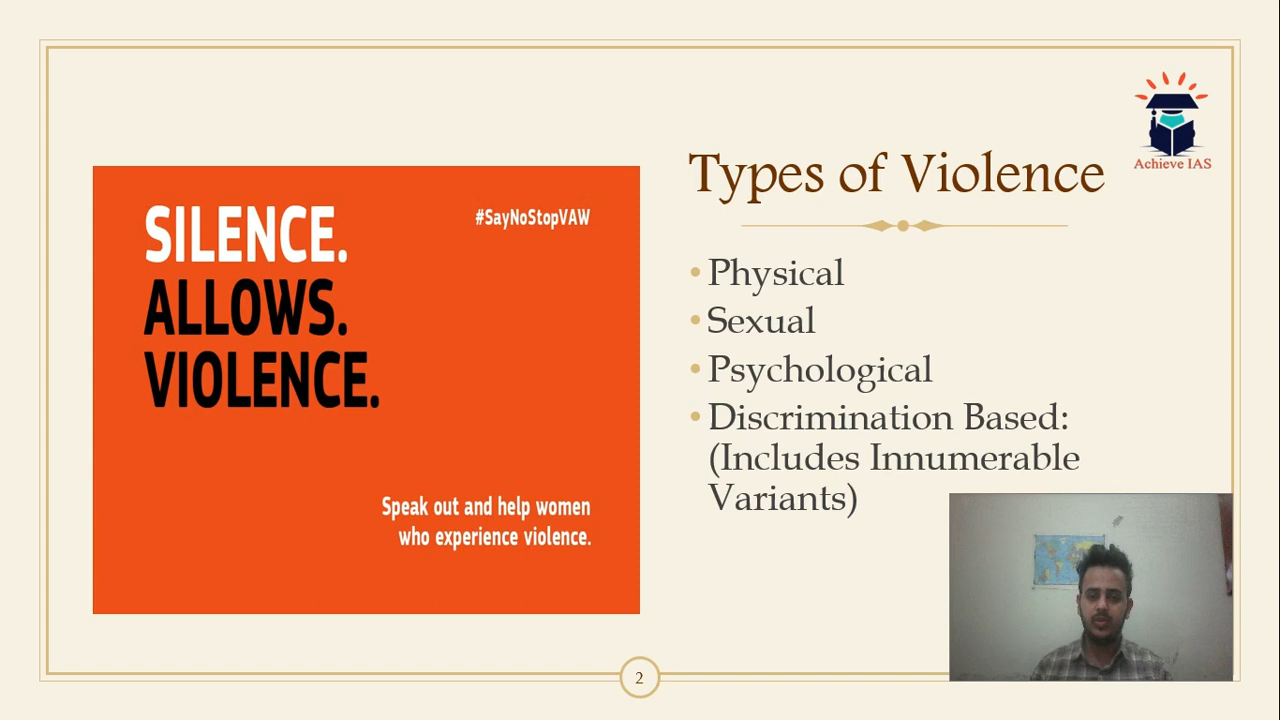 SILENCE.
ALLOWS.
VIOLENCE.
#SayNoStopVAW
Speak out and help women
who experience violence.
Achieve IAS
Types of Violence
• Physical
• Sexual
• Psychological
• Discrimination Based:
(Includes Innumerable
Variants)
2